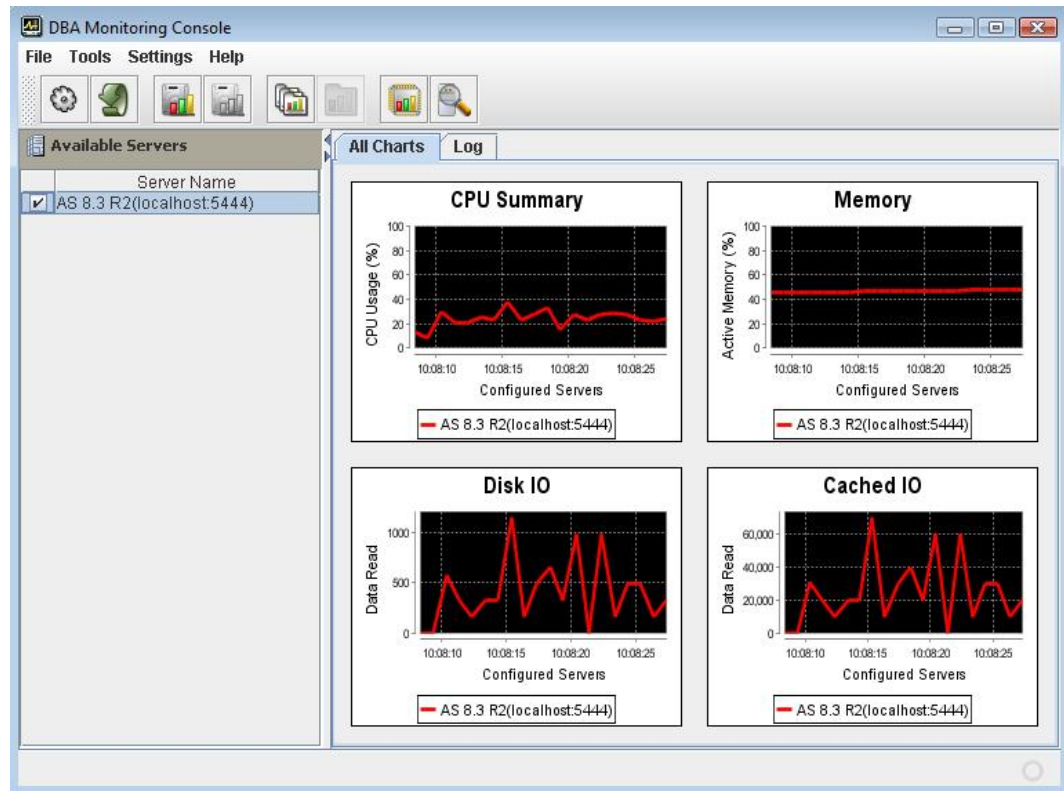 DBA Monitoring Console
File Tools Settings Help
Available Servers
Server Name
AS 8.3 R2(localhost:5444)
All Charts Log
CPU Summary
CPU Usage (%)
100
80
60
40
20
0
10:08:10 10:08:15 10:08:20 10:08:25
Configured Servers
AS 8.3 R2(localhost:5444)
Memory
Active Memory (%)
100
80
60
40
20
0
10:08:10 10:08:15 10:08:20 10:08:25
Configured Servers
AS 8.3 R2(localhost:5444)
Disk IO
Data Read
1000
500
0
10:08:10 10:08:15 10:08:20 10:08:25
Configured Servers
AS 8.3 R2(localhost:5444)
Cached IO
Data Read
60,000
40,000
20,000
0
10:08:10 10:08:15 10:08:20 10:08:25
Configured Servers
AS 8.3 R2(localhost:5444)